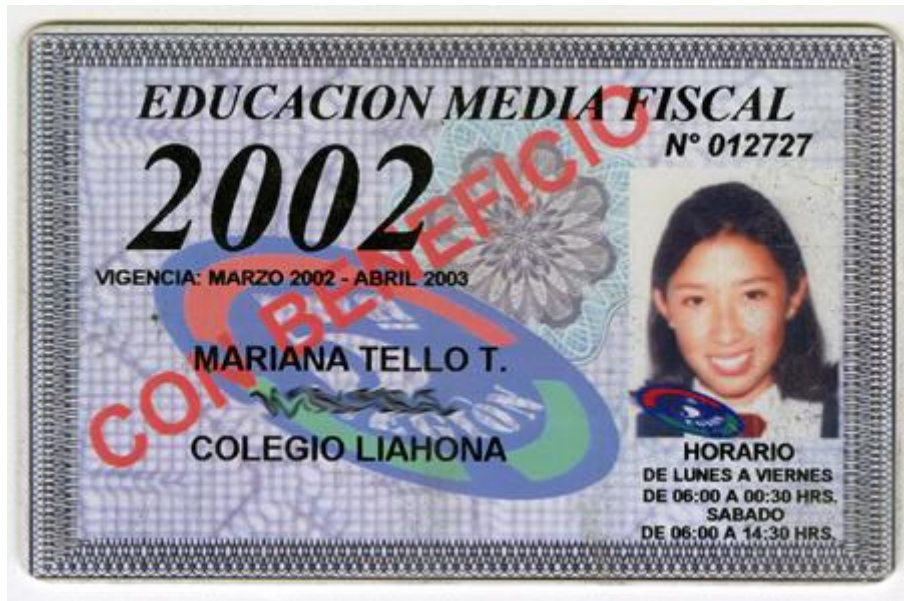 EDUCACION MEDIA FISCAL
Nº 012727
2002
VIGENCIA: MARZO 2002 - ABRIL 2003
CON BENEFICIO
MARIANA TELLO T.
COLEGIO LIAHONA
HORARIO
DE LUNES A VIERNES
DE 06:00 A 00:30 HRS.
SABADO
DE 06:00 A 14:30 HRS.